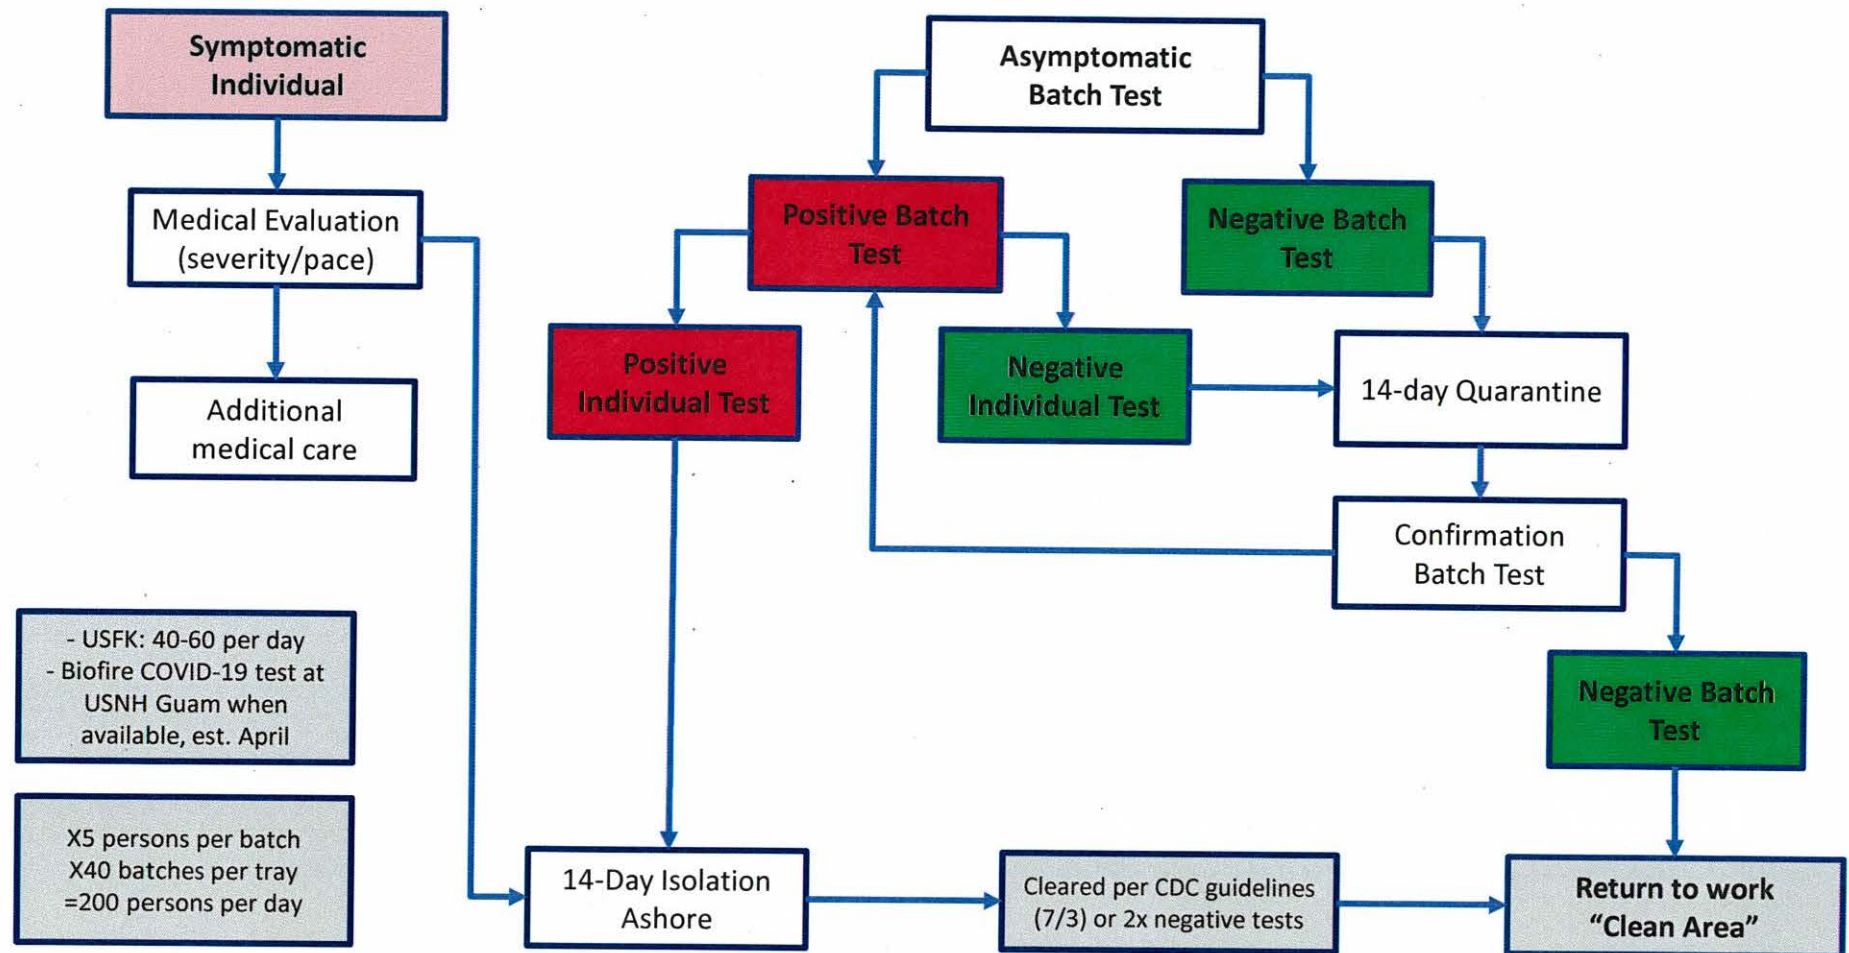 Symptomatic
Individual
Asymptomatic
Batch Test
Medical Evaluation
(severity/pace)
Positive Batch
Test
Negative Batch
Test
Additional
medical care
Positive
Individual Test
Negative
Individual Test
14-day Quarantine
Confirmation
Batch Test
- USFK: 40-60 per day
- Biofire COVID-19 test at
USNH Guam when
available, est. April
Negative Batch
Test
X5 persons per batch
X40 batches per tray
=200 persons per day
14-Day Isolation
Ashore
Cleared per CDC guidelines
(7/3) or 2x negative tests
Return to work
“Clean Area”